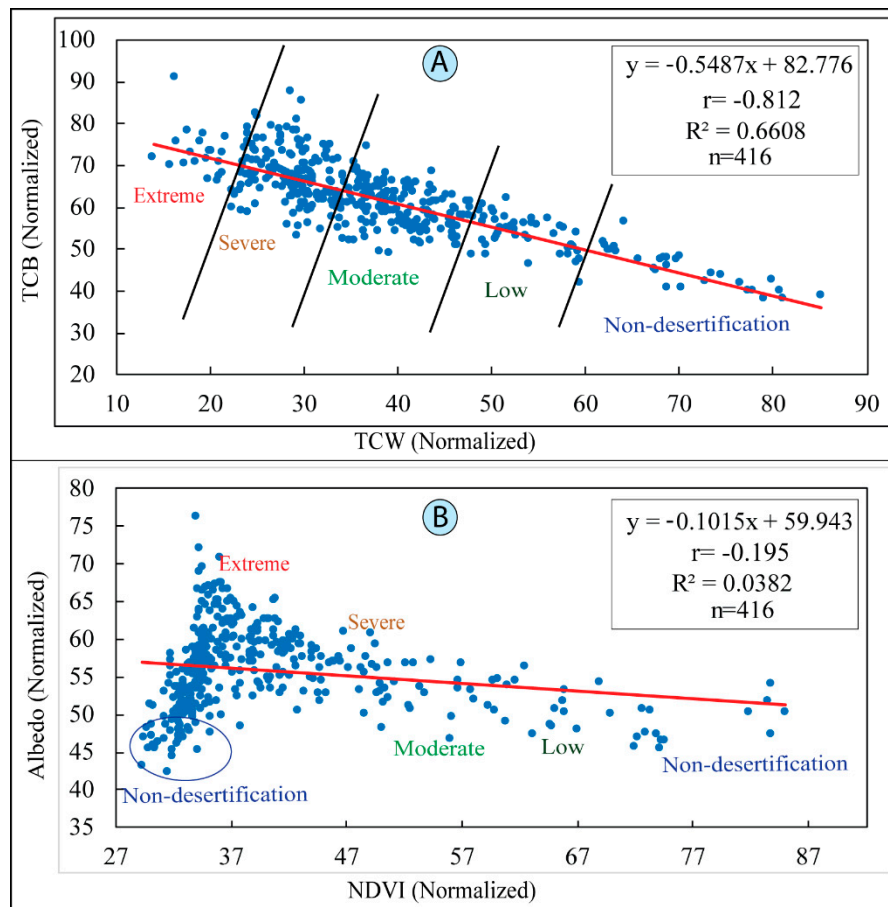 A
y = -0.5487x + 82.776
r= -0.812
R² = 0.6608
n=416
100
90
80
70
60
50
40
30
20
TCB (Normalized)
Extreme
Severe
Moderate
Low
Non-desertification
10 20 30 40 50 60 70 80 90
TCW (Normalized)
B
y = -0.1015x + 59.943
r= -0.195
R² = 0.0382
n=416
80
75
70
65
60
55
50
45
40
35
Albedo (Normalized)
Extreme
Severe
Moderate
Low
Non-desertification
Non-desertification
27 37 47 57 67 77 87
NDVI (Normalized)